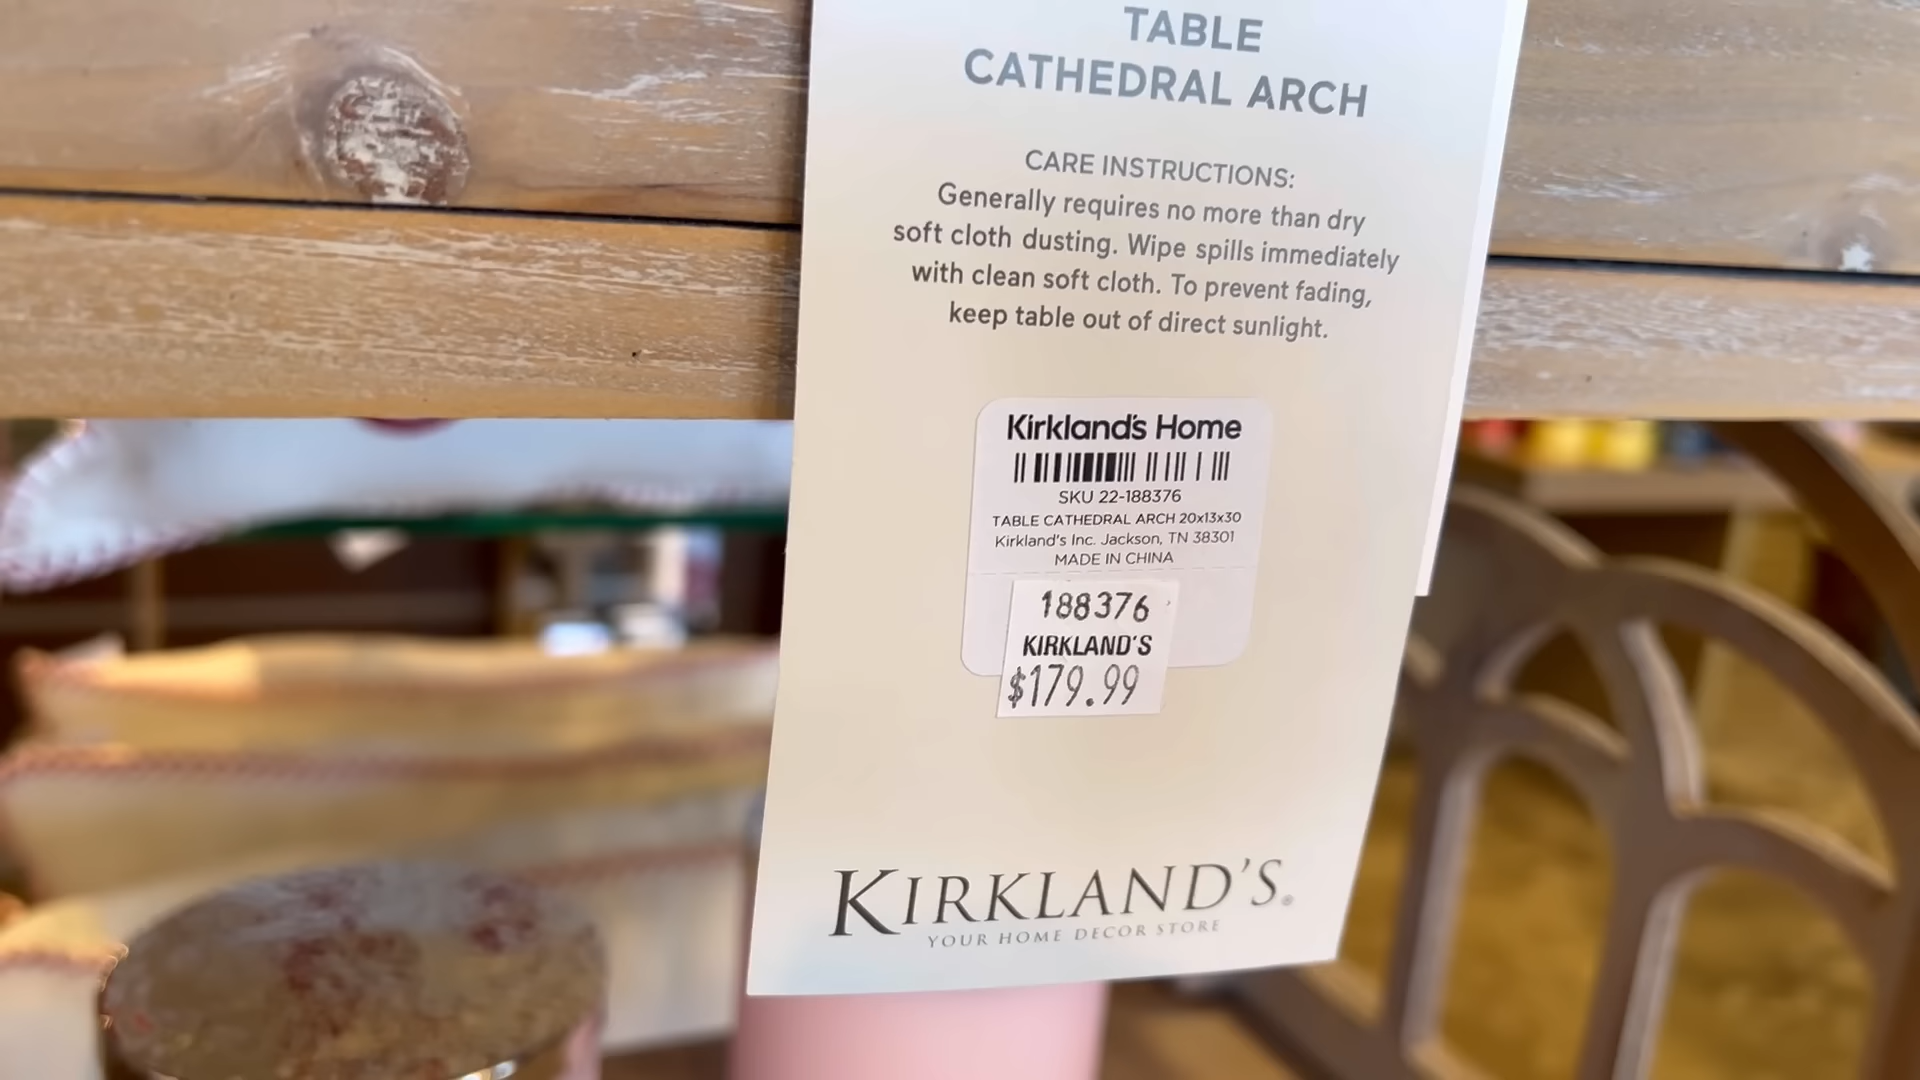 TABLE
CATHEDRAL ARCH
CARE INSTRUCTIONS:
Generally requires no more than dry
soft cloth dusting. Wipe spills immediately
with clean soft cloth. To prevent fading,
keep table out of direct sunlight.
Kirkland's Home
SKU 22-188376
TABLE CATHEDRAL ARCH 20x13x30
Kirkland's Inc. Jackson, TN 38301
MADE IN CHINA
188376
KIRKLAND'S
$179.99
KIRKLAND'S®
YOUR HOME DECOR STORE